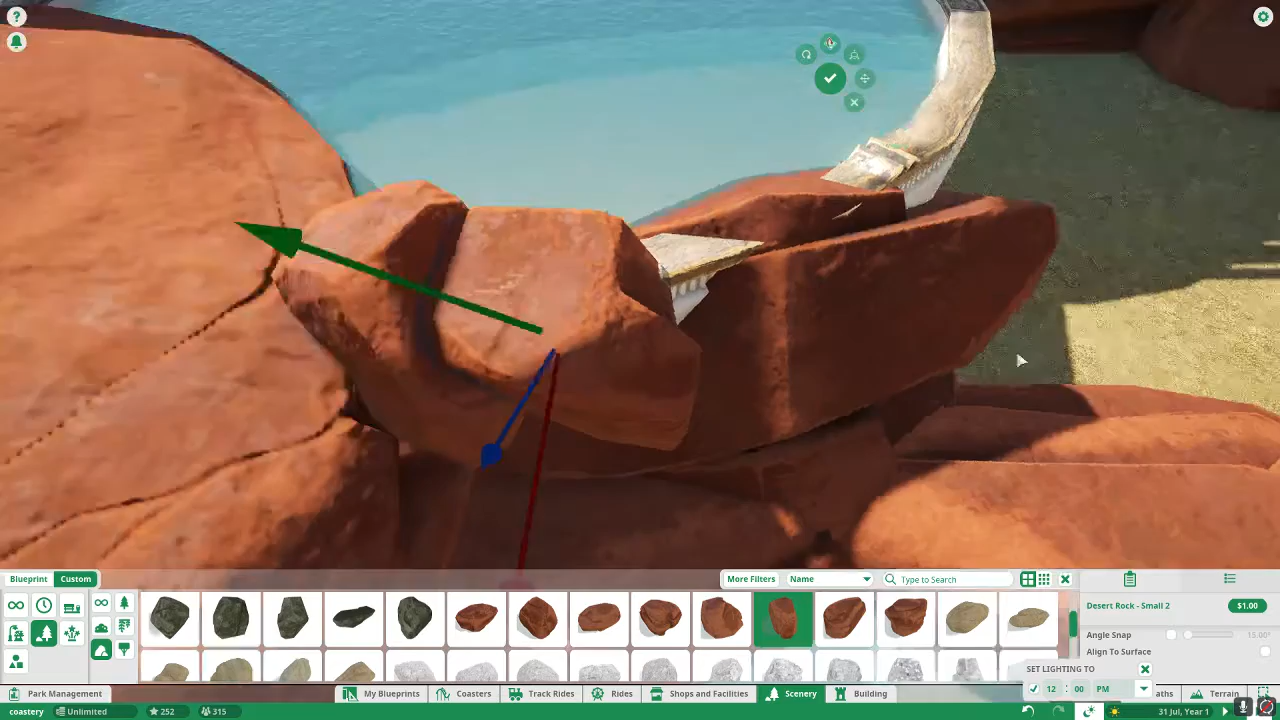 ?
Blueprint
Custom
More Filters
Name
Type to Search
Desert Rock - Small 2
$1.00
Angle Snap
15.00°
Align To Surface
SET LIGHTING TO
12 : 00 PM
Park Management
My Blueprints
Coasters
Track Rides
Rides
Shops and Facilities
Scenery
Building
aths
Terrain
coastery
Unlimited
252
315
31 Jul, Year 1